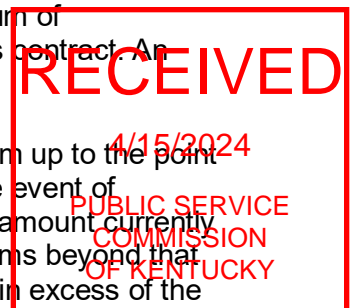 um of
s contract. An
RECEIVED
4/15/2024
m up to the point
e event of
PUBLIC SERVICE
amount currently
COMMISSION
ms beyond that
OF KENTUCKY
in excess of the